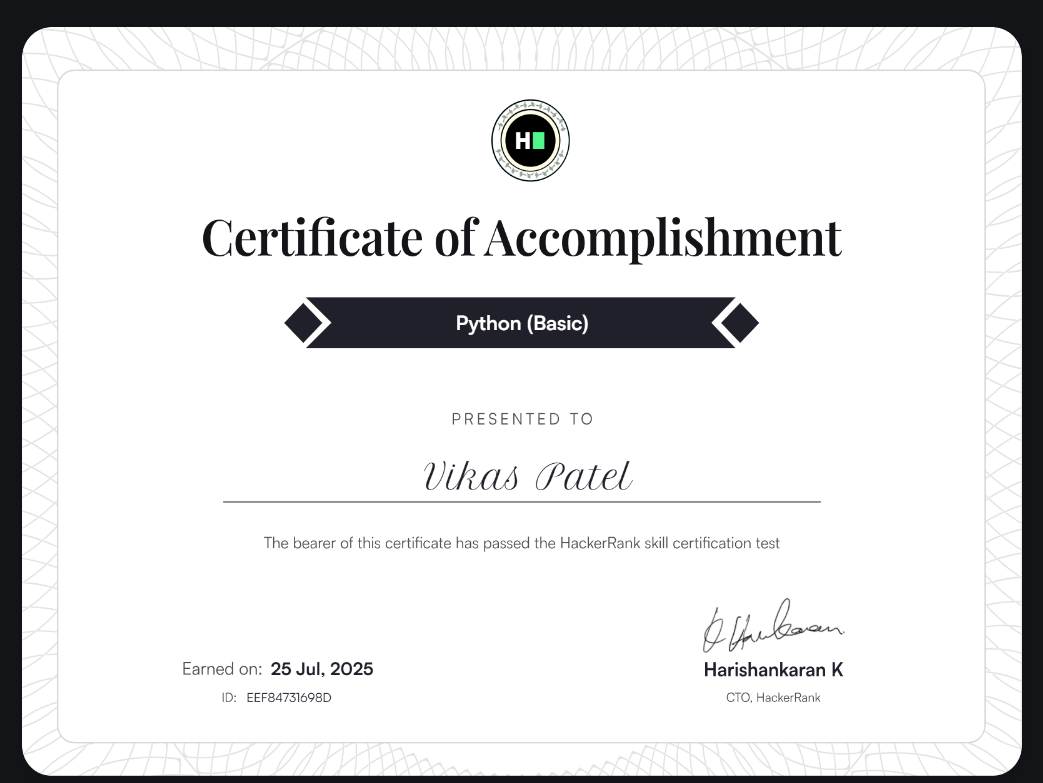 H
Certificate of Accomplishment
Python (Basic)
PRESENTED TO
Vikas Patel
The bearer of this certificate has passed the HackerRank skill certification test
Earned on: 25 Jul, 2025
Harishankaran K
ID: EEF84731698D
CTO, HackerRank